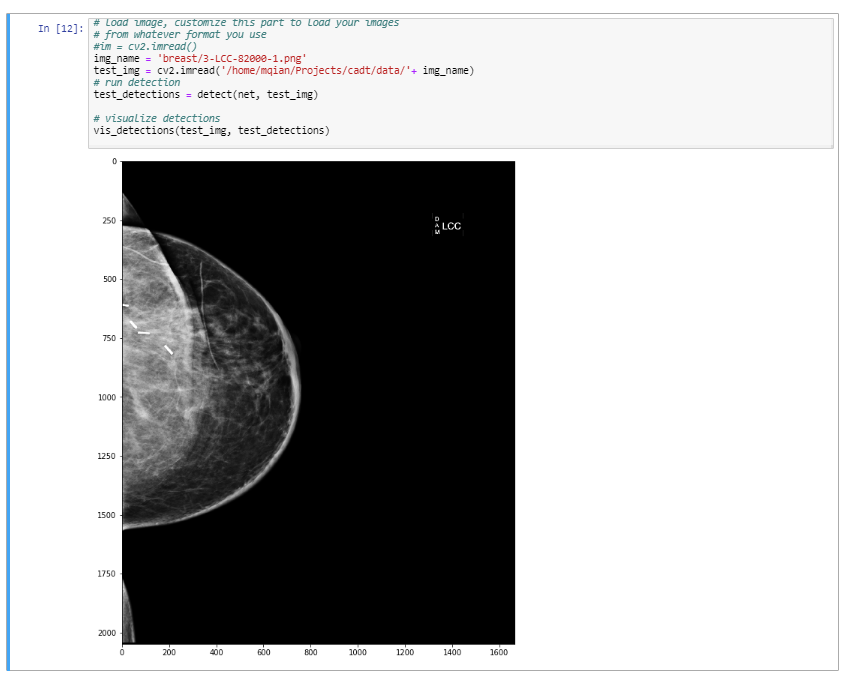 In [12]:
# Load image, customize this part to Load your images
# from whatever format you use
#im = cv2.imread()
img_name = 'breast/3-LCC-82000-1.png'
test_img = cv2.imread('/home/mqian/Projects/cadt/data/'+ img_name)
# run detection
test_detections = detect(net, test_img)
# visualize detections
vis_detections(test_img, test_detections)
0
250
D
A
M
LCC
500
750
1000
1250
1500
1750
2000
0 200 400 600 800 1000 1200 1400 1600